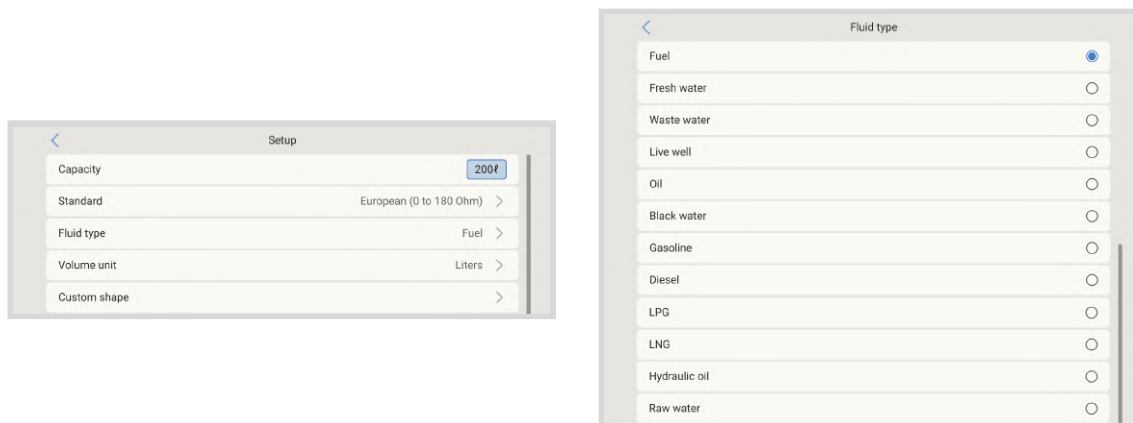 Setup
Capacity 200ℓ
Standard European (0 to 180 Ohm)
Fluid type Fuel
Volume unit Liters
Custom shape
Fluid type
Fuel
Fresh water
Waste water
Live well
Oil
Black water
Gasoline
Diesel
LPG
LNG
Hydraulic oil
Raw water